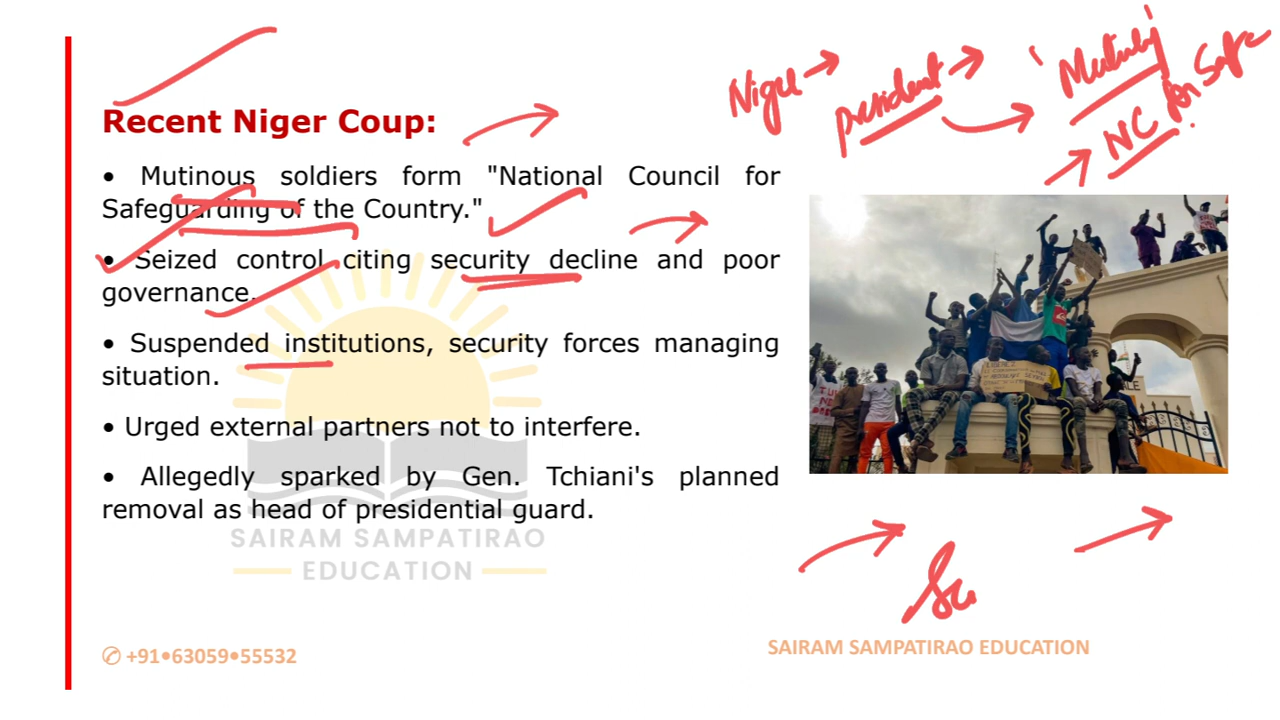 Niger → President → 'Mutiny'
NC for Safe
Recent Niger Coup:
• Mutinous soldiers form "National Council for
Safeguarding of the Country."
• Seized control citing security decline and poor
governance.
• Suspended institutions, security forces managing
situation.
• Urged external partners not to interfere.
• Allegedly sparked by Gen. Tchiani's planned
removal as head of presidential guard.
SAIRAM SAMPATIRAO
EDUCATION
✆ +91•63059•55532
SAIRAM SAMPATIRAO EDUCATION